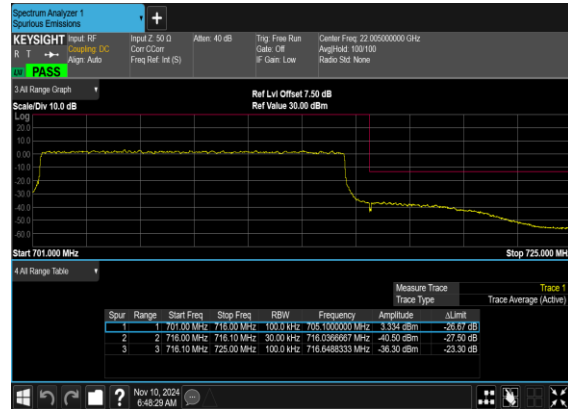 Spectrum Analyzer 1
Spurious Emissions
KEYSIGHT Input: RF Input Z: 50 Ω Atten: 40 dB Trig: Free Run Center Freq: 22.005000000 GHz
R T Coupling: DC Corr CCorr Gate: Off Avg|Hold: 100/100
Align: Auto Freq Ref: Int (S) IF Gain: Low Radio Std: None
LW PASS
3 All Range Graph
Ref Lvl Offset 7.50 dB
Scale/Div 10.0 dB Ref Value 30.00 dBm
Log
20.0
10.0
0.00
-10.0
-20.0
-30.0
-40.0
-50.0
-60.0
Start 701.000 MHz Stop 725.000 MH
4 All Range Table
Measure Trace Trace 1
Trace Type Trace Average (Active)
Spur Range Start Freq Stop Freq RBW Frequency Amplitude ΔLimit
1 1 701.00 MHz 716.00 MHz 100.0 kHz 705.1000000 MHz 3.334 dBm -26.67 dB
2 2 716.00 MHz 716.10 MHz 30.00 kHz 716.0366667 MHz -40.50 dBm -27.50 dB
3 3 716.10 MHz 725.00 MHz 100.0 kHz 716.6488333 MHz -36.30 dBm -23.30 dB
? Nov 10, 2024
6:48:29 AM